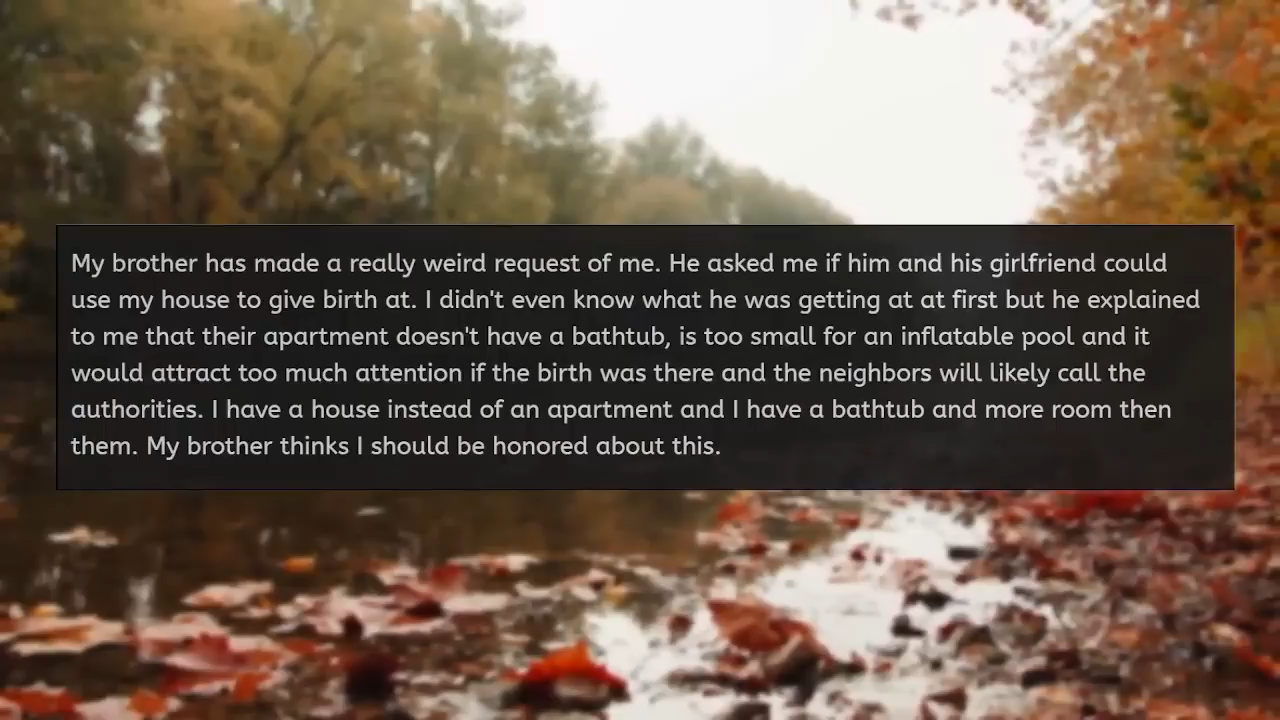 My brother has made a really weird request of me. He asked me if him and his girlfriend could
use my house to give birth at. I didn't even know what he was getting at at first but he explained
to me that their apartment doesn't have a bathtub, is too small for an inflatable pool and it
would attract too much attention if the birth was there and the neighbors will likely call the
authorities. I have a house instead of an apartment and I have a bathtub and more room then
them. My brother thinks I should be honored about this.